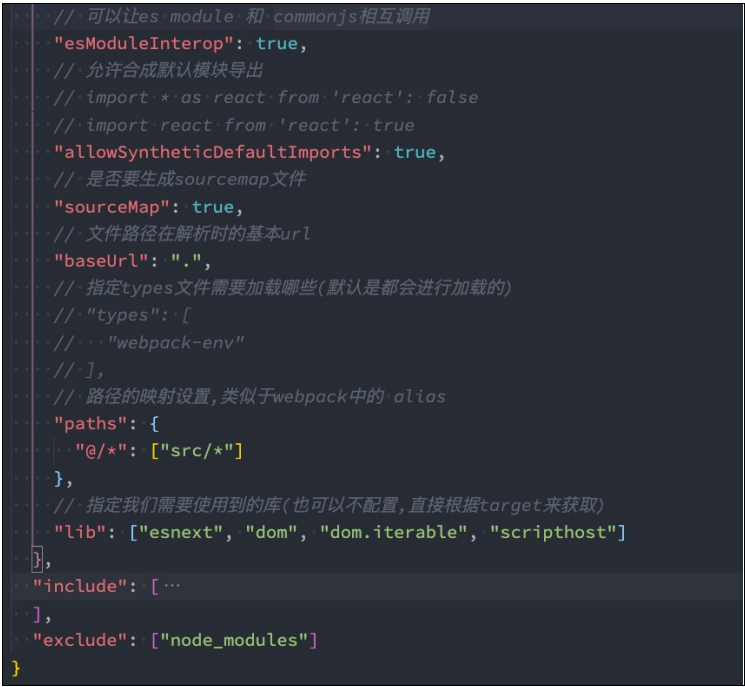 // 可以让es module 和 commonjs相互调用
"esModuleInterop": true,
// 允许合成默认模块导出
// import * as react from 'react': false
// import react from 'react': true
"allowSyntheticDefaultImports": true,
// 是否要生成sourcemap文件
"sourceMap": true,
// 文件路径在解析时的基本url
"baseUrl": ".",
// 指定types文件需要加载哪些(默认是都会进行加载的)
// "types": [
//   "webpack-env"
// ],
// 路径的映射设置,类似于webpack中的 alias
"paths": {
"@/*": ["src/*"]
},
// 指定我们需要使用到的库(也可以不配置,直接根据target来获取)
"lib": ["esnext", "dom", "dom.iterable", "scripthost"]
},
"include": [ ···
],
"exclude": ["node_modules"]
}